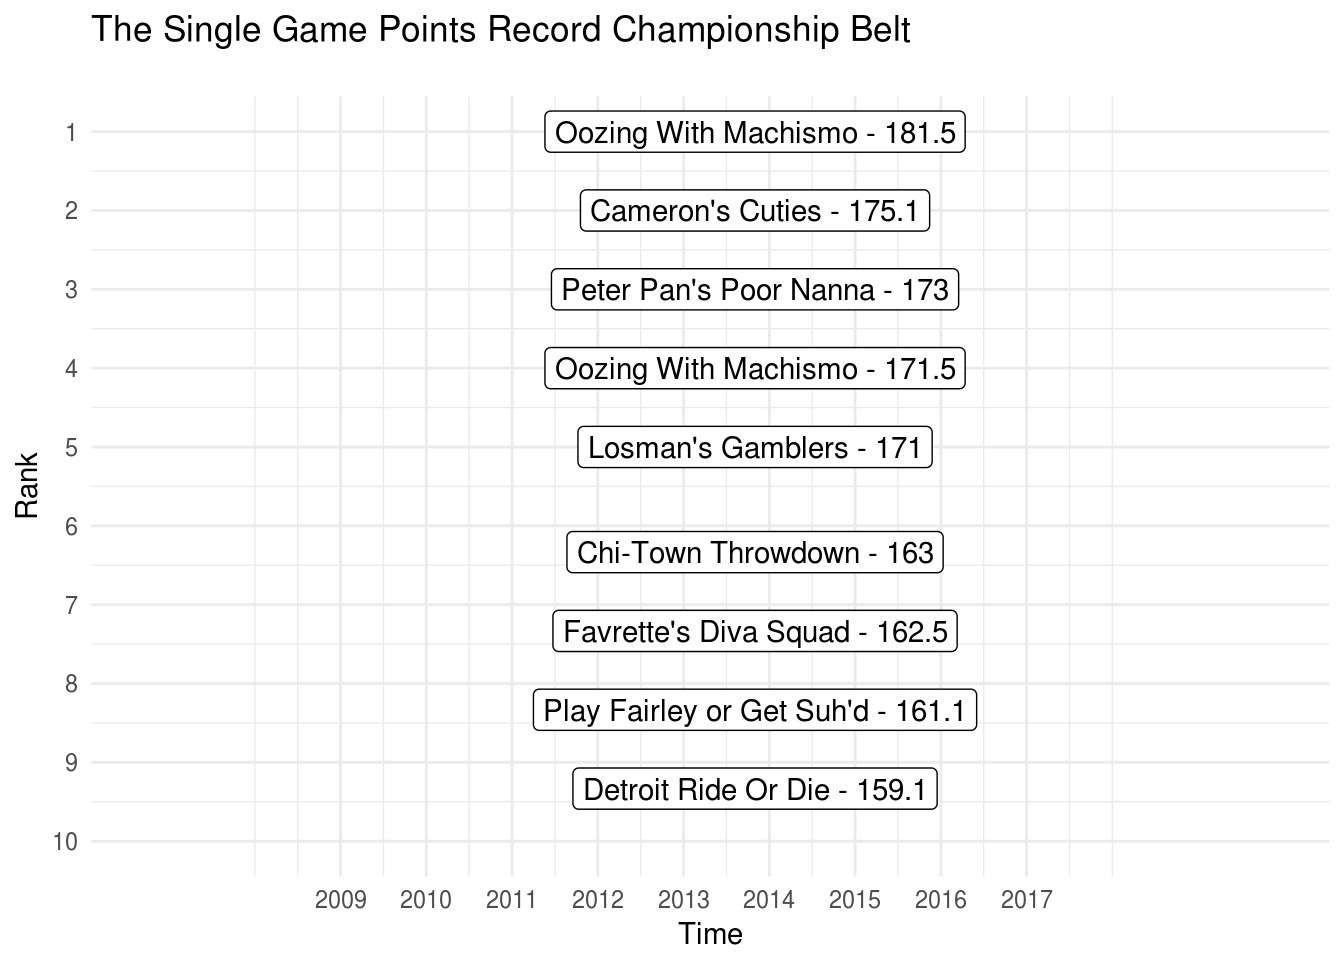 The Single Game Points Record Championship Belt
1
Oozing With Machismo - 181.5
2
Cameron's Cuties - 175.1
3
Peter Pan's Poor Nanna - 173
4
Oozing With Machismo - 171.5
5
Losman's Gamblers - 171
Rank
6
Chi-Town Throwdown - 163
7
Favrette's Diva Squad - 162.5
8
Play Fairley or Get Suh'd - 161.1
9
Detroit Ride Or Die - 159.1
10
2009 2010 2011 2012 2013 2014 2015 2016 2017
Time